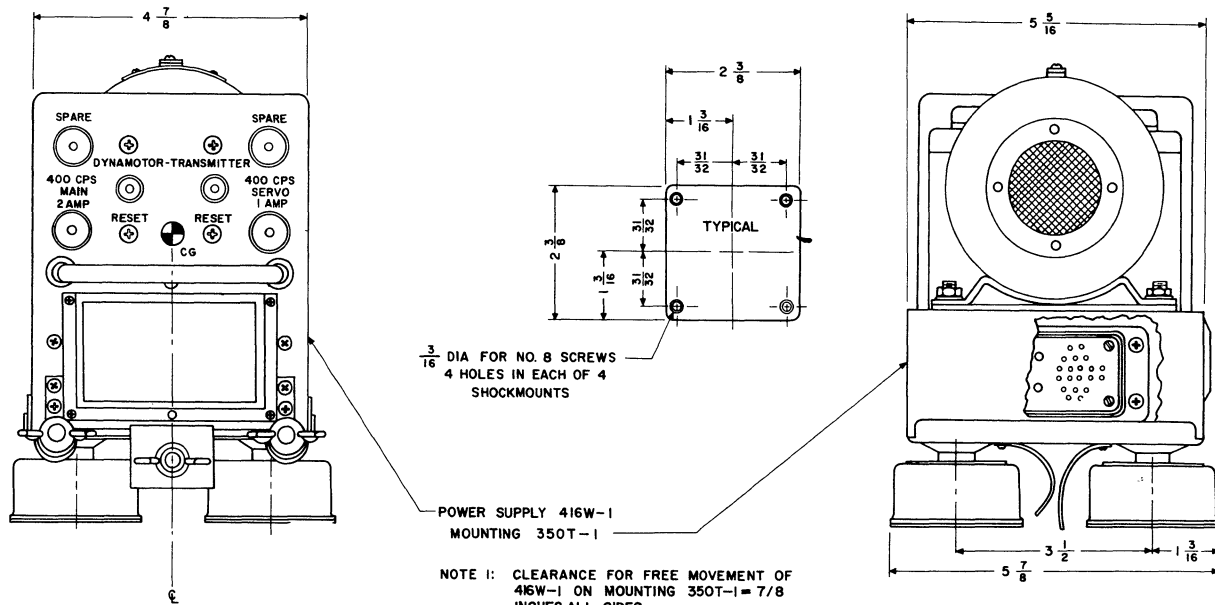 4 7/8
SPARE SPARE
DYNAMOTOR-TRANSMITTER
400 CPS
MAIN
2 AMP
400 CPS
SERVO
1 AMP
RESET RESET
CG
℄
2 3/8
1 3/16
31/32 31/32
2 3/8
1 3/16
31/32
31/32
TYPICAL
3/16 DIA FOR NO. 8 SCREWS
4 HOLES IN EACH OF 4
SHOCKMOUNTS
5 5/16
POWER SUPPLY 416W-1
MOUNTING 350T-1
3 1/2
1 3/16
5 7/8
NOTE 1: CLEARANCE FOR FREE MOVEMENT OF
416W-1 ON MOUNTING 350T-1 = 7/8
INCHES ALL SIDES